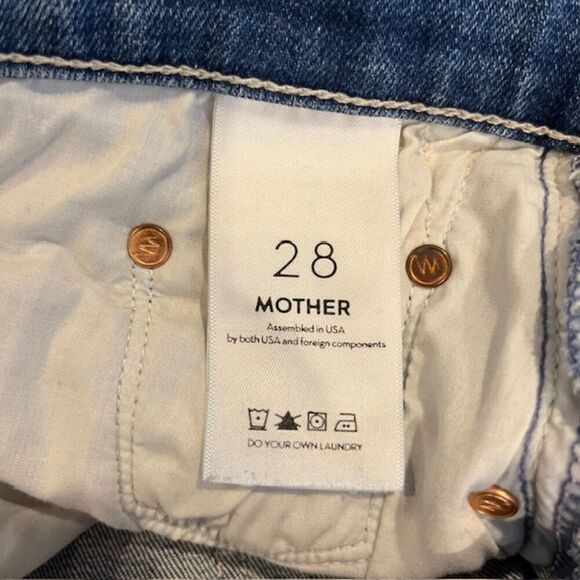 28
MOTHER
Assembled in USA
by both USA and foreign components
DO YOUR OWN LAUNDRY